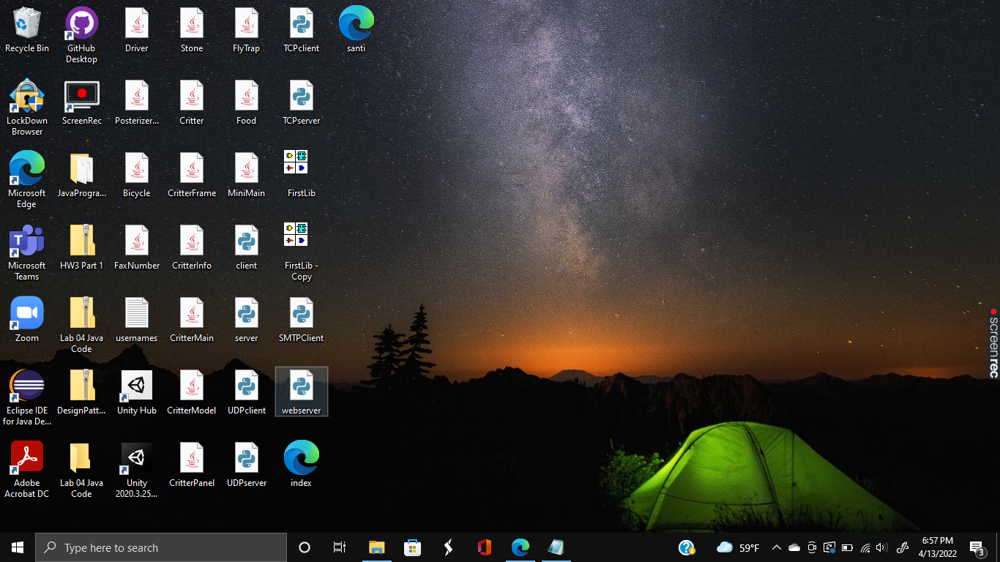 Recycle Bin
GitHub
Desktop
Driver
Stone
FlyTrap
TCPclient
santi
LockDown
Browser
ScreenRec
Posterizer...
Critter
Food
TCPserver
Microsoft
Edge
JavaProgra...
Bicycle
CritterFrame
MiniMain
FirstLib
T
Microsoft
Teams
HW3 Part 1
FaxNumber
CritterInfo
client
FirstLib -
Copy
Zoom
Lab 04 Java
Code
usernames
CritterMain
server
SMTPClient
Eclipse IDE
for Java De...
DesignPatt...
Unity Hub
CritterModel
UDPclient
webserver
Adobe
Acrobat DC
Lab 04 Java
Code
Unity
2020.3.25...
CritterPanel
UDPserver
index
screenrec
Type here to search
59°F
6:57 PM
4/13/2022
3